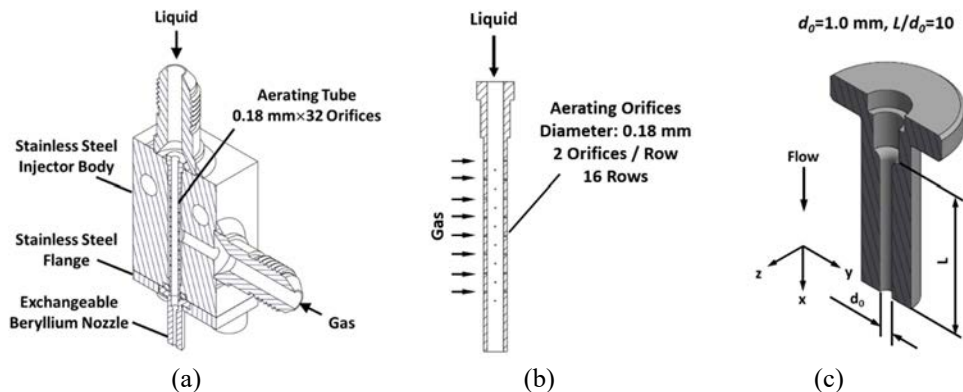 Liquid
Aerating Tube
0.18 mm×32 Orifices
Stainless Steel
Injector Body
Stainless Steel
Flange
Exchangeable
Beryllium Nozzle
Gas
(a)
Liquid
Aerating Orifices
Diameter: 0.18 mm
2 Orifices / Row
16 Rows
Gas
(b)
d₀=1.0 mm, L/d₀=10
Flow
z
y
x
d₀
L
(c)